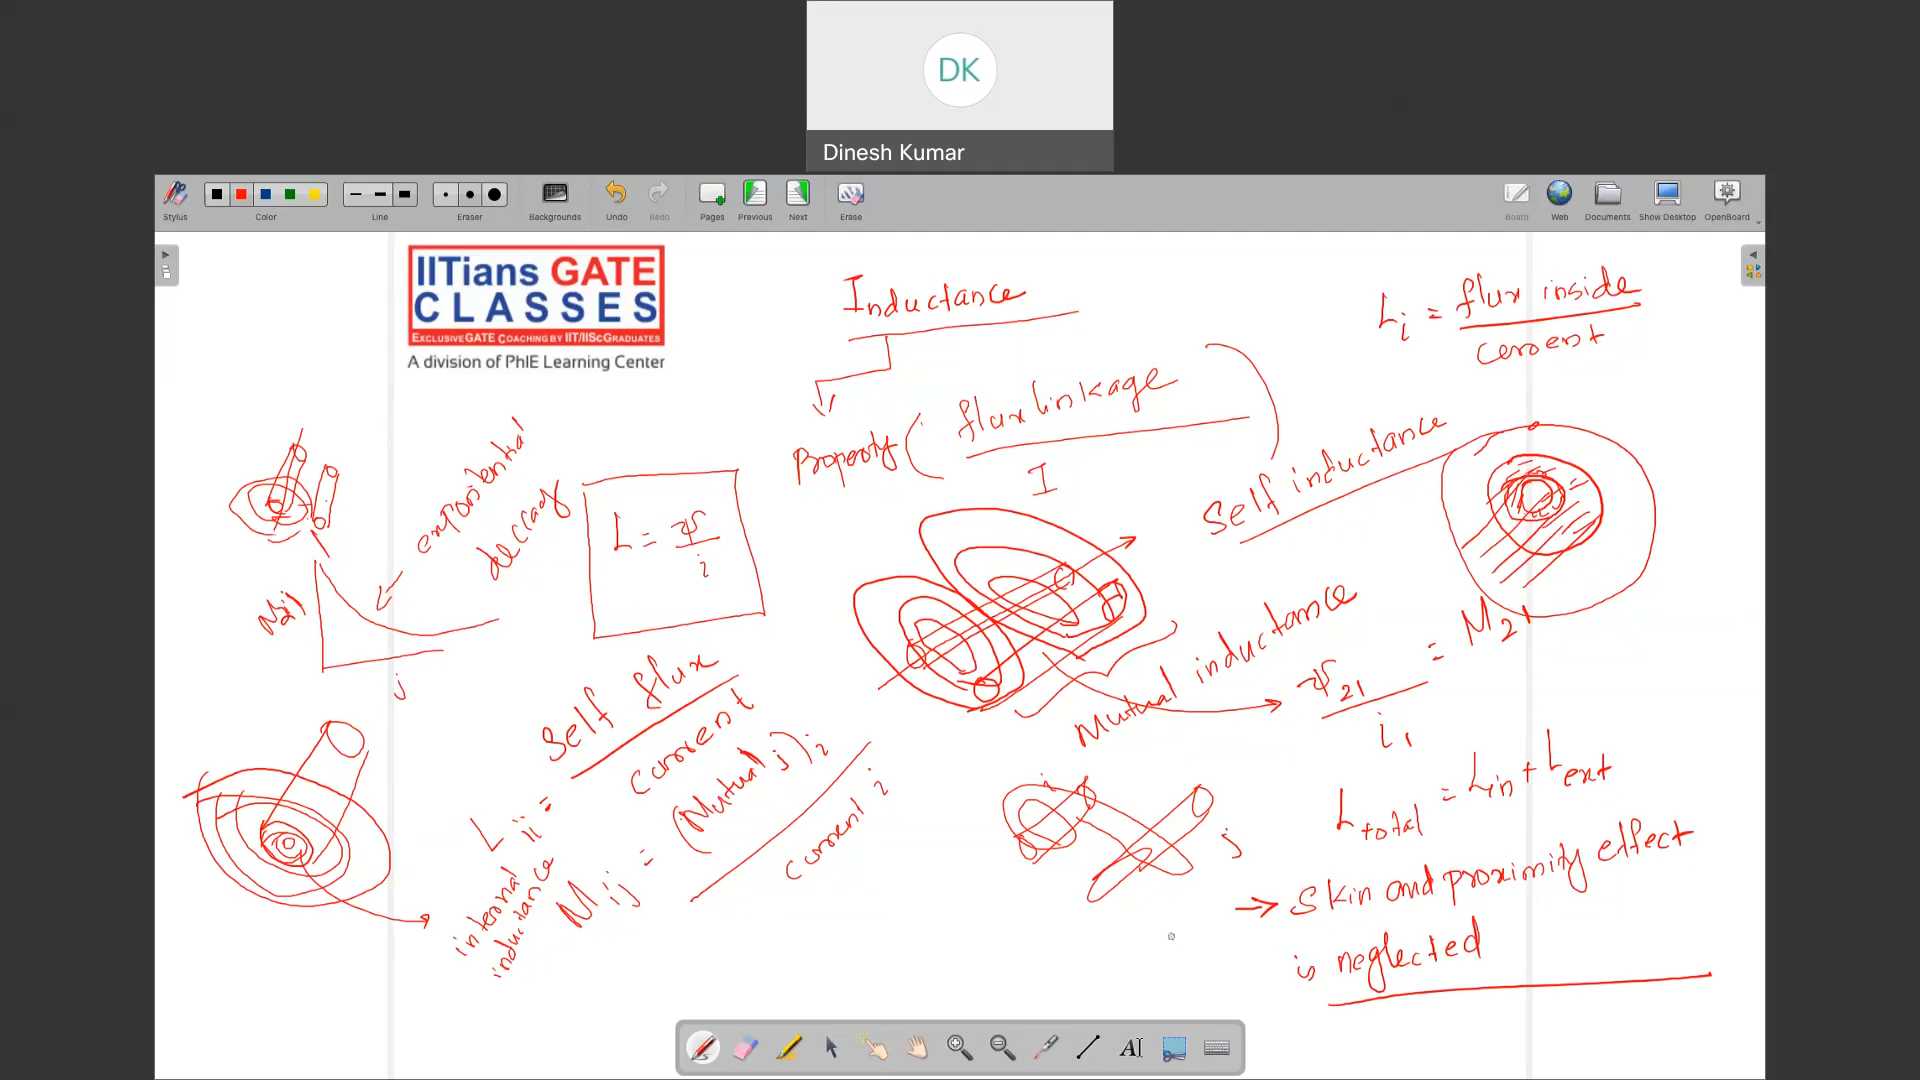 DK
Dinesh Kumar
Stylus
Color
Line
Eraser
Backgrounds
Undo
Redo
Pages
Previous
Next
Erase
Board
Web
Documents
Show Desktop
OpenBoard
IITians GATE
CLASSES
EXCLUSIVE GATE COACHING BY IIT/IISc GRADUATES
A division of PhIE Learning Center
Inductance
Li = flux inside
current
Property ( flux linkage )
I
Self inductance
exponential
decay
L = ψ
i
j
Mutual inductance
ψ21 = M21
i1
Self flux
Lii =
current
Mij = (Mutual j)i
current i
internal
inductance
i
j
Ltotal = Lin + Lext
→ Skin and proximity effect
is neglected
AI